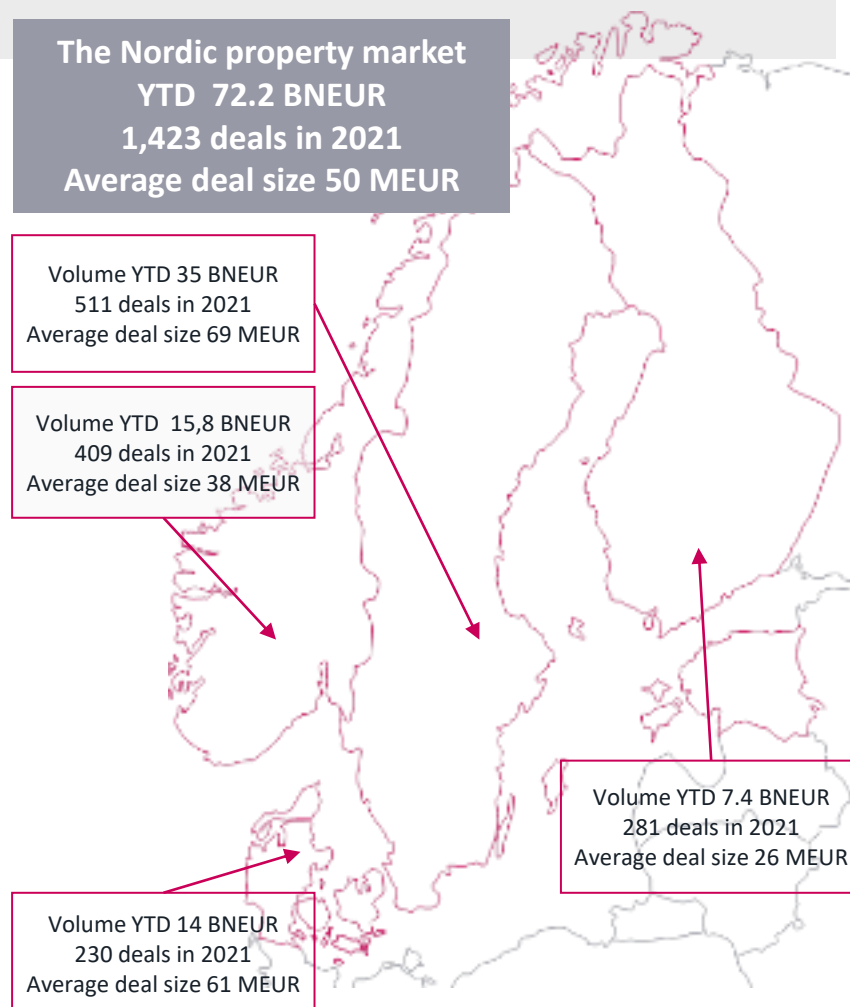 The Nordic property market
YTD 72.2 BNEUR
1,423 deals in 2021
Average deal size 50 MEUR
Volume YTD 35 BNEUR
511 deals in 2021
Average deal size 69 MEUR
Volume YTD 15,8 BNEUR
409 deals in 2021
Average deal size 38 MEUR
Volume YTD 7.4 BNEUR
281 deals in 2021
Average deal size 26 MEUR
Volume YTD 14 BNEUR
230 deals in 2021
Average deal size 61 MEUR